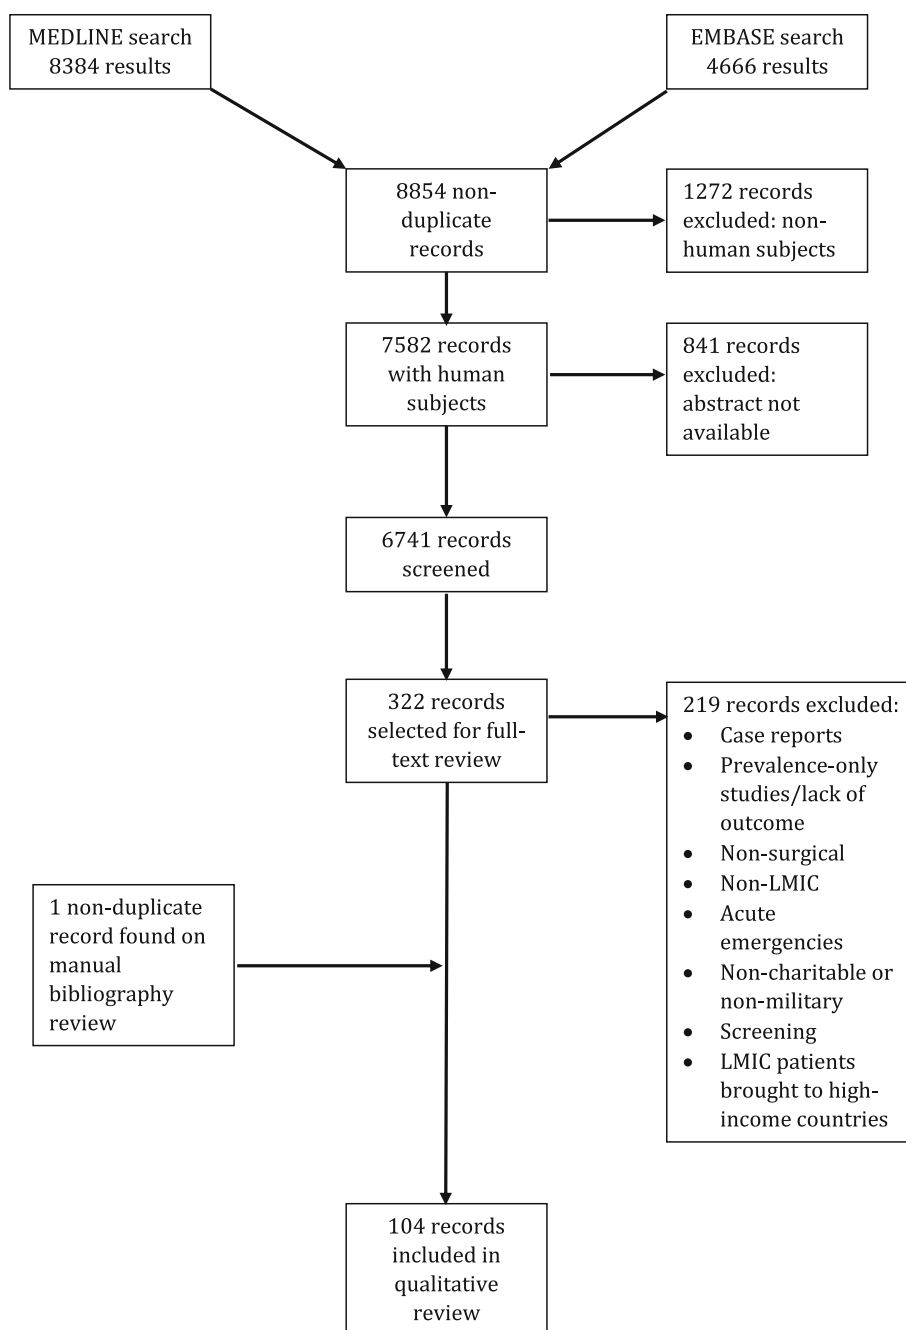 MEDLINE search
8384 results
EMBASE search
4666 results
8854 non-
duplicate
records
1272 records
excluded: non-
human subjects
7582 records
with human
subjects
841 records
excluded:
abstract not
available
6741 records
screened
322 records
selected for full-
text review
219 records excluded:
• Case reports
• Prevalence-only
studies/lack of
outcome
• Non-surgical
• Non-LMIC
• Acute
emergencies
• Non-charitable or
non-military
• Screening
• LMIC patients
brought to high-
income countries
1 non-duplicate
record found on
manual
bibliography
review
104 records
included in
qualitative
review